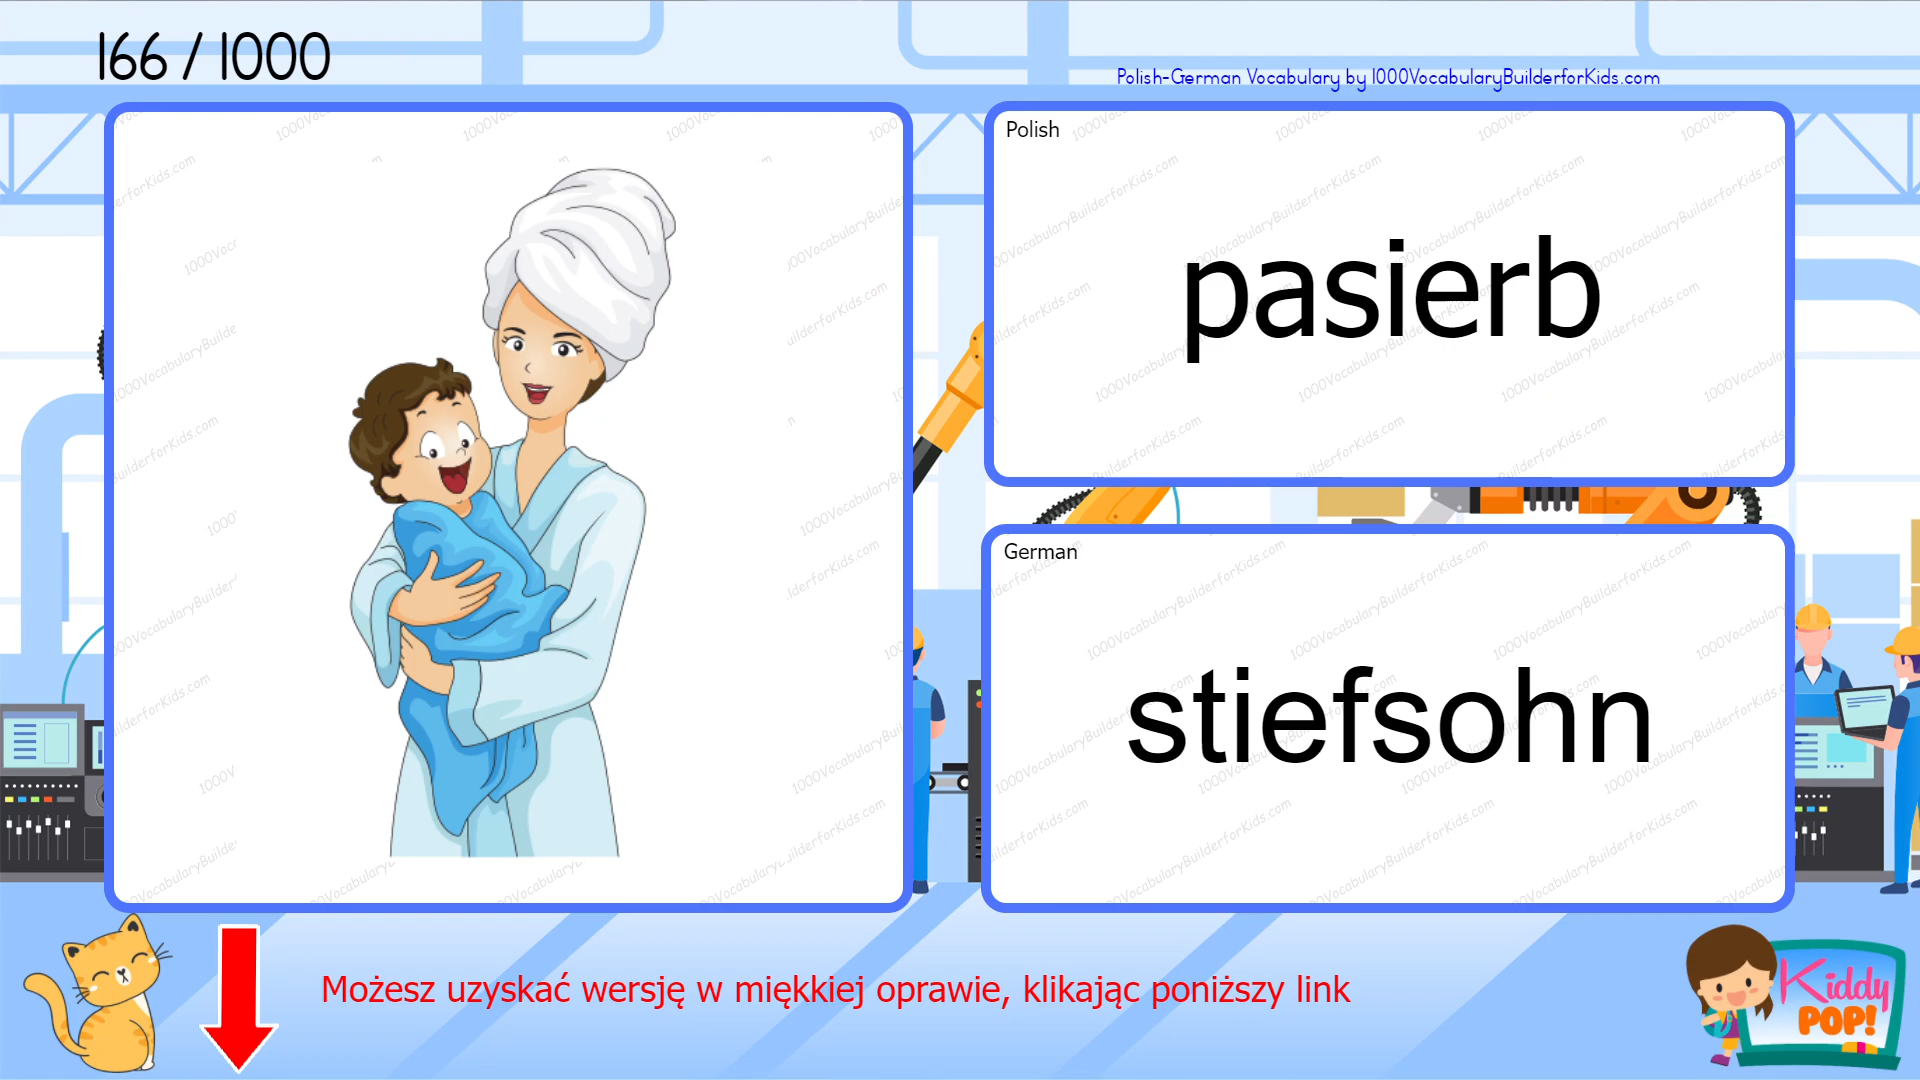 166 / 1000
Polish-German Vocabulary by 1000VocabularyBuilderforKids.com
Polish
pasierb
German
stiefsohn
Możesz uzyskać wersję w miękkiej oprawie, klikając poniższy link
Kiddy
POP!